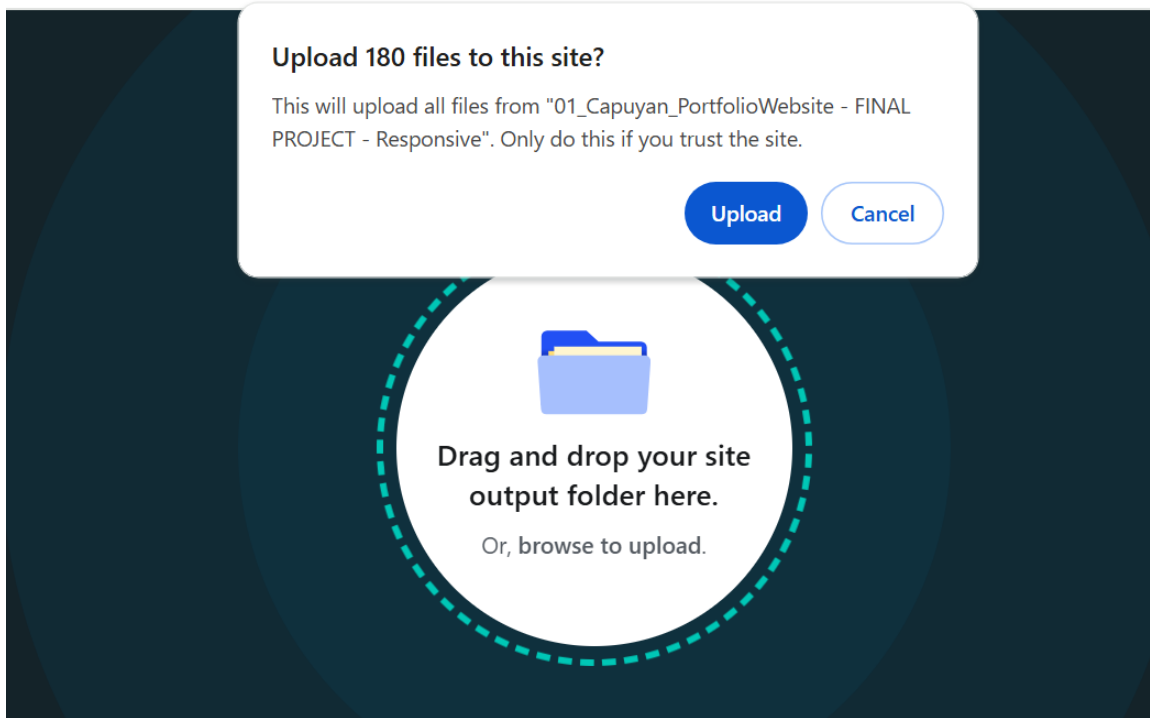 Upload 180 files to this site?
This will upload all files from "01_Capuyan_PortfolioWebsite - FINAL
PROJECT - Responsive". Only do this if you trust the site.
Upload
Cancel
Drag and drop your site
output folder here.
Or, browse to upload.